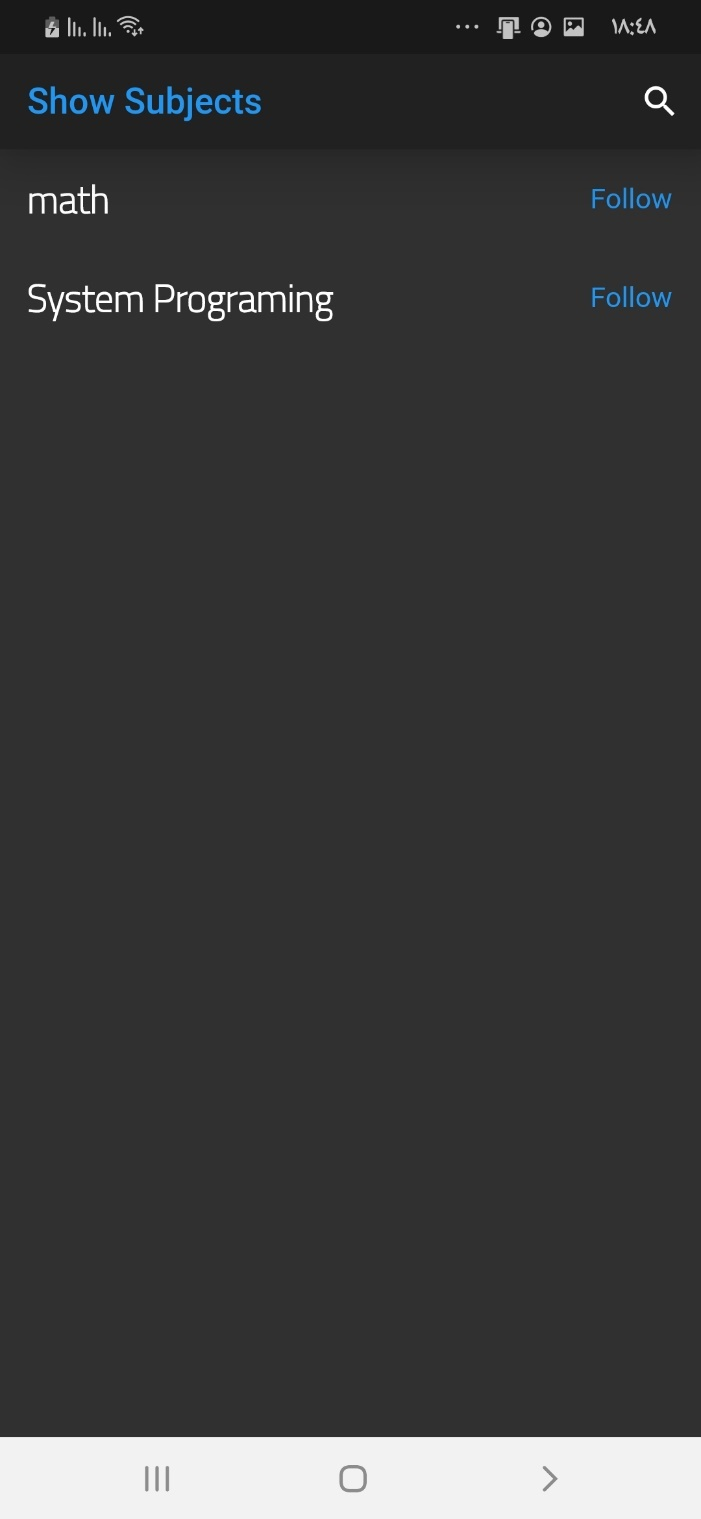 ١٨:٤٨
Show Subjects
math Follow
System Programing Follow